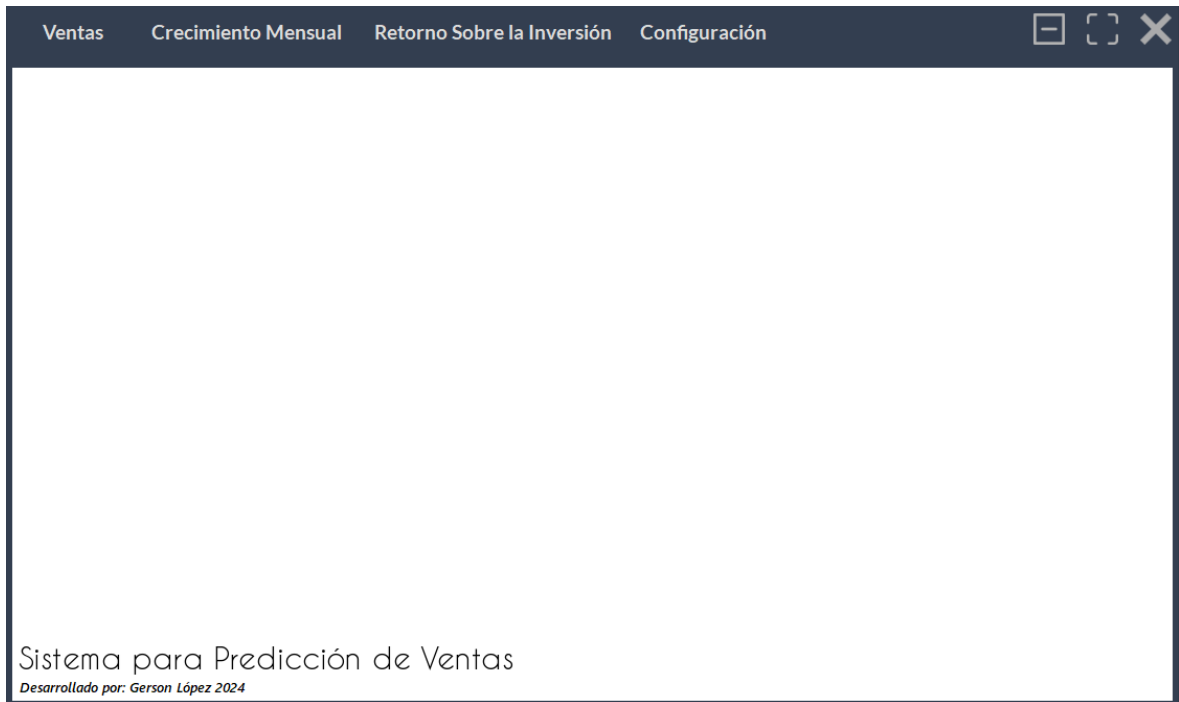 Ventas Crecimiento Mensual Retorno Sobre la Inversión Configuración
Sistema para Predicción de Ventas
Desarrollado por: Gerson López 2024